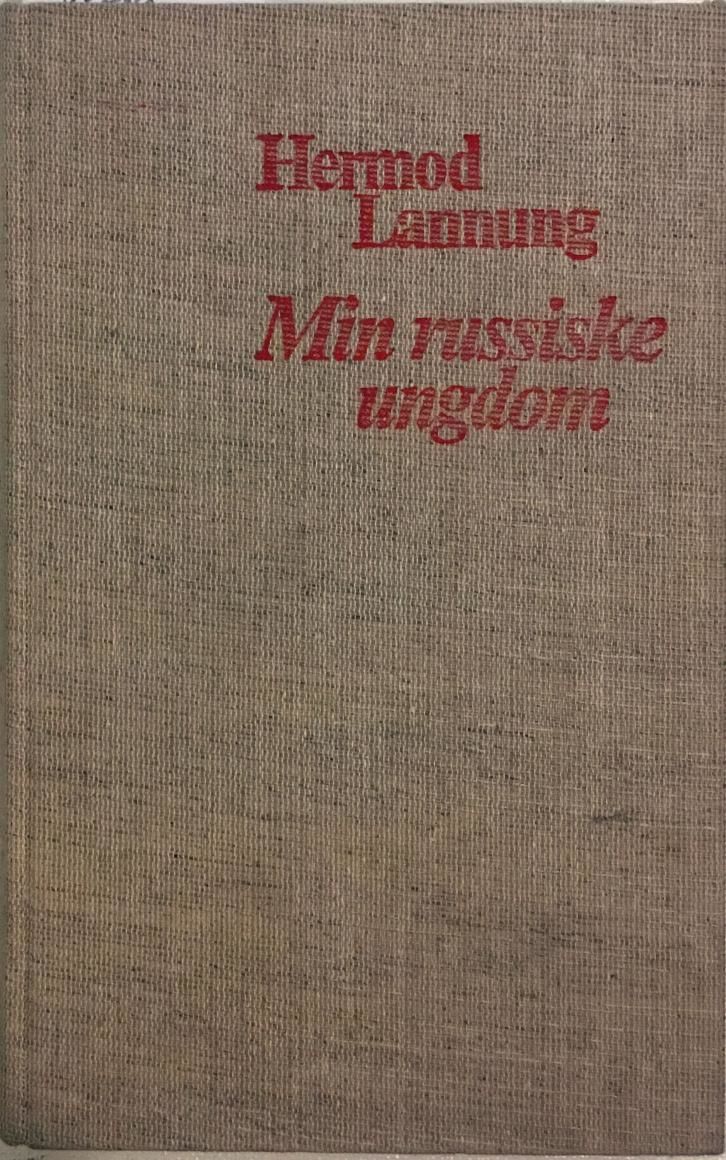 Hermod
Lannung
Min russiske
ungdom